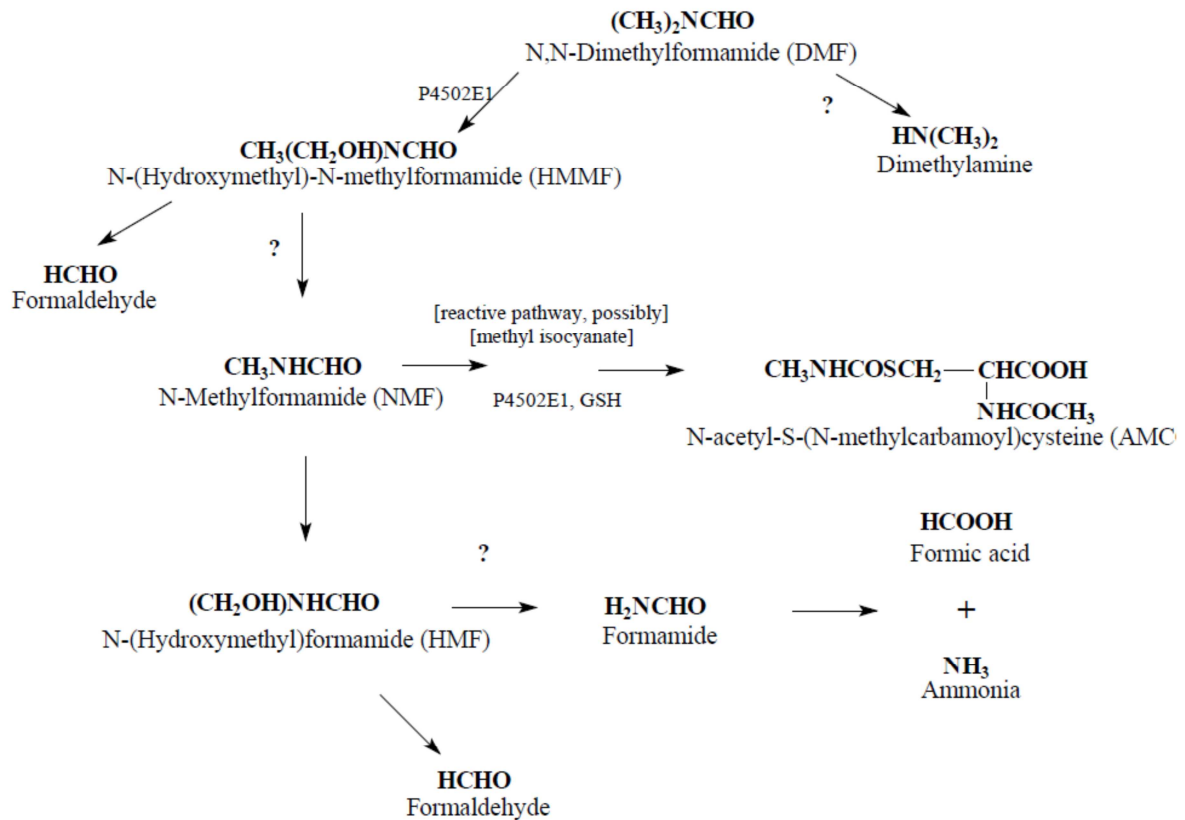 (CH₃)₂NCHO
N,N-Dimethylformamide (DMF)
P4502E1
?
HN(CH₃)₂
Dimethylamine
CH₃(CH₂OH)NCHO
N-(Hydroxymethyl)-N-methylformamide (HMMF)
?
HCHO
Formaldehyde
[reactive pathway, possibly]
[methyl isocyanate]
CH₃NHCHO
N-Methylformamide (NMF)
P4502E1, GSH
CH₃NHCOSCH₂—CHCOOH
NHCOCH₃
N-acetyl-S-(N-methylcarbamoyl)cysteine (AMC
HCOOH
Formic acid
?
(CH₂OH)NHCHO
N-(Hydroxymethyl)formamide (HMF)
H₂NCHO
Formamide
+
NH₃
Ammonia
HCHO
Formaldehyde